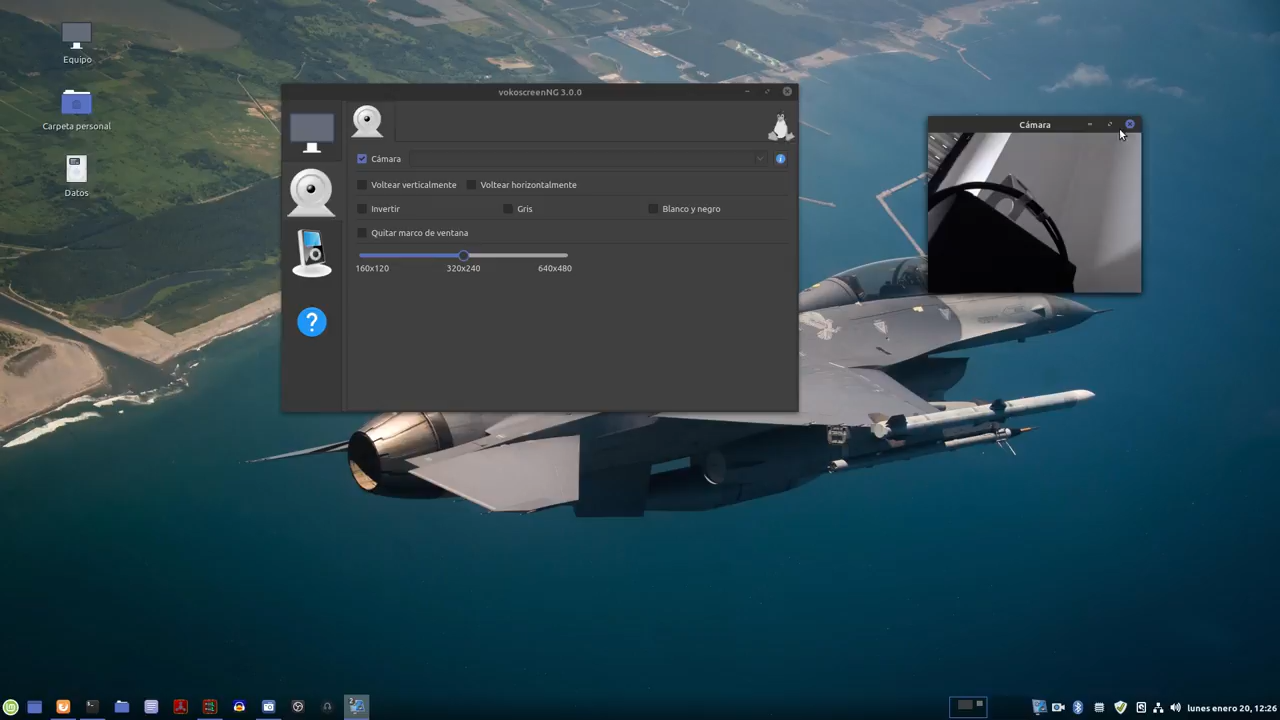 Equipo
Carpeta personal
Datos
vokoscreenNG 3.0.0
Cámara
Voltear verticalmente
Voltear horizontalmente
Invertir
Gris
Blanco y negro
Quitar marco de ventana
160x120
320x240
640x480
?
Cámara
2
lunes enero 20, 12:26